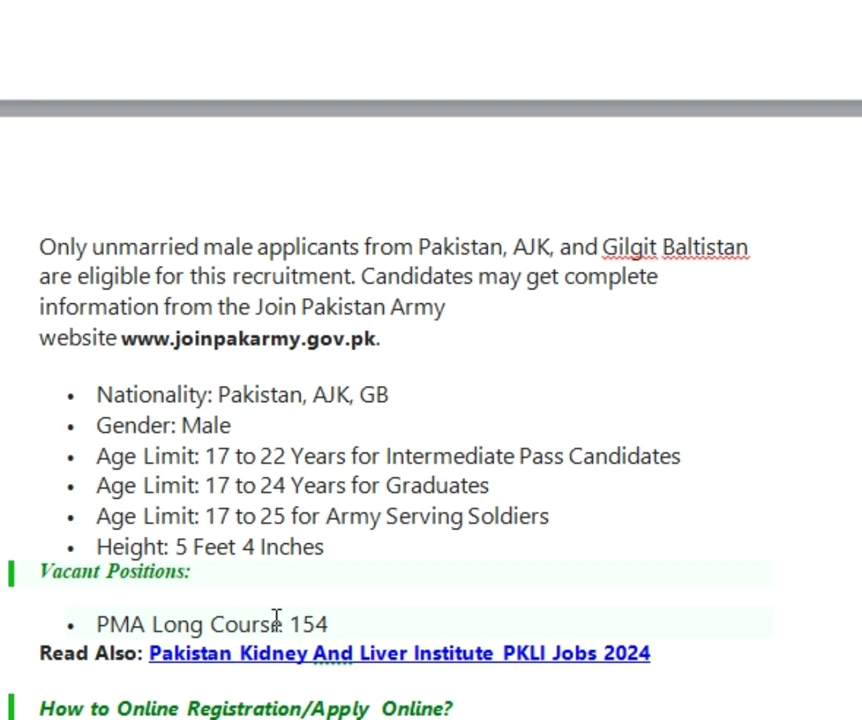 Only unmarried male applicants from Pakistan, AJK, and Gilgit Baltistan
are eligible for this recruitment. Candidates may get complete
information from the Join Pakistan Army
website www.joinpakarmy.gov.pk.
• Nationality: Pakistan, AJK, GB
• Gender: Male
• Age Limit: 17 to 22 Years for Intermediate Pass Candidates
• Age Limit: 17 to 24 Years for Graduates
• Age Limit: 17 to 25 for Army Serving Soldiers
• Height: 5 Feet 4 Inches
Vacant Positions:
• PMA Long Course 154
Read Also: Pakistan Kidney And Liver Institute PKLI Jobs 2024
How to Online Registration/Apply Online?